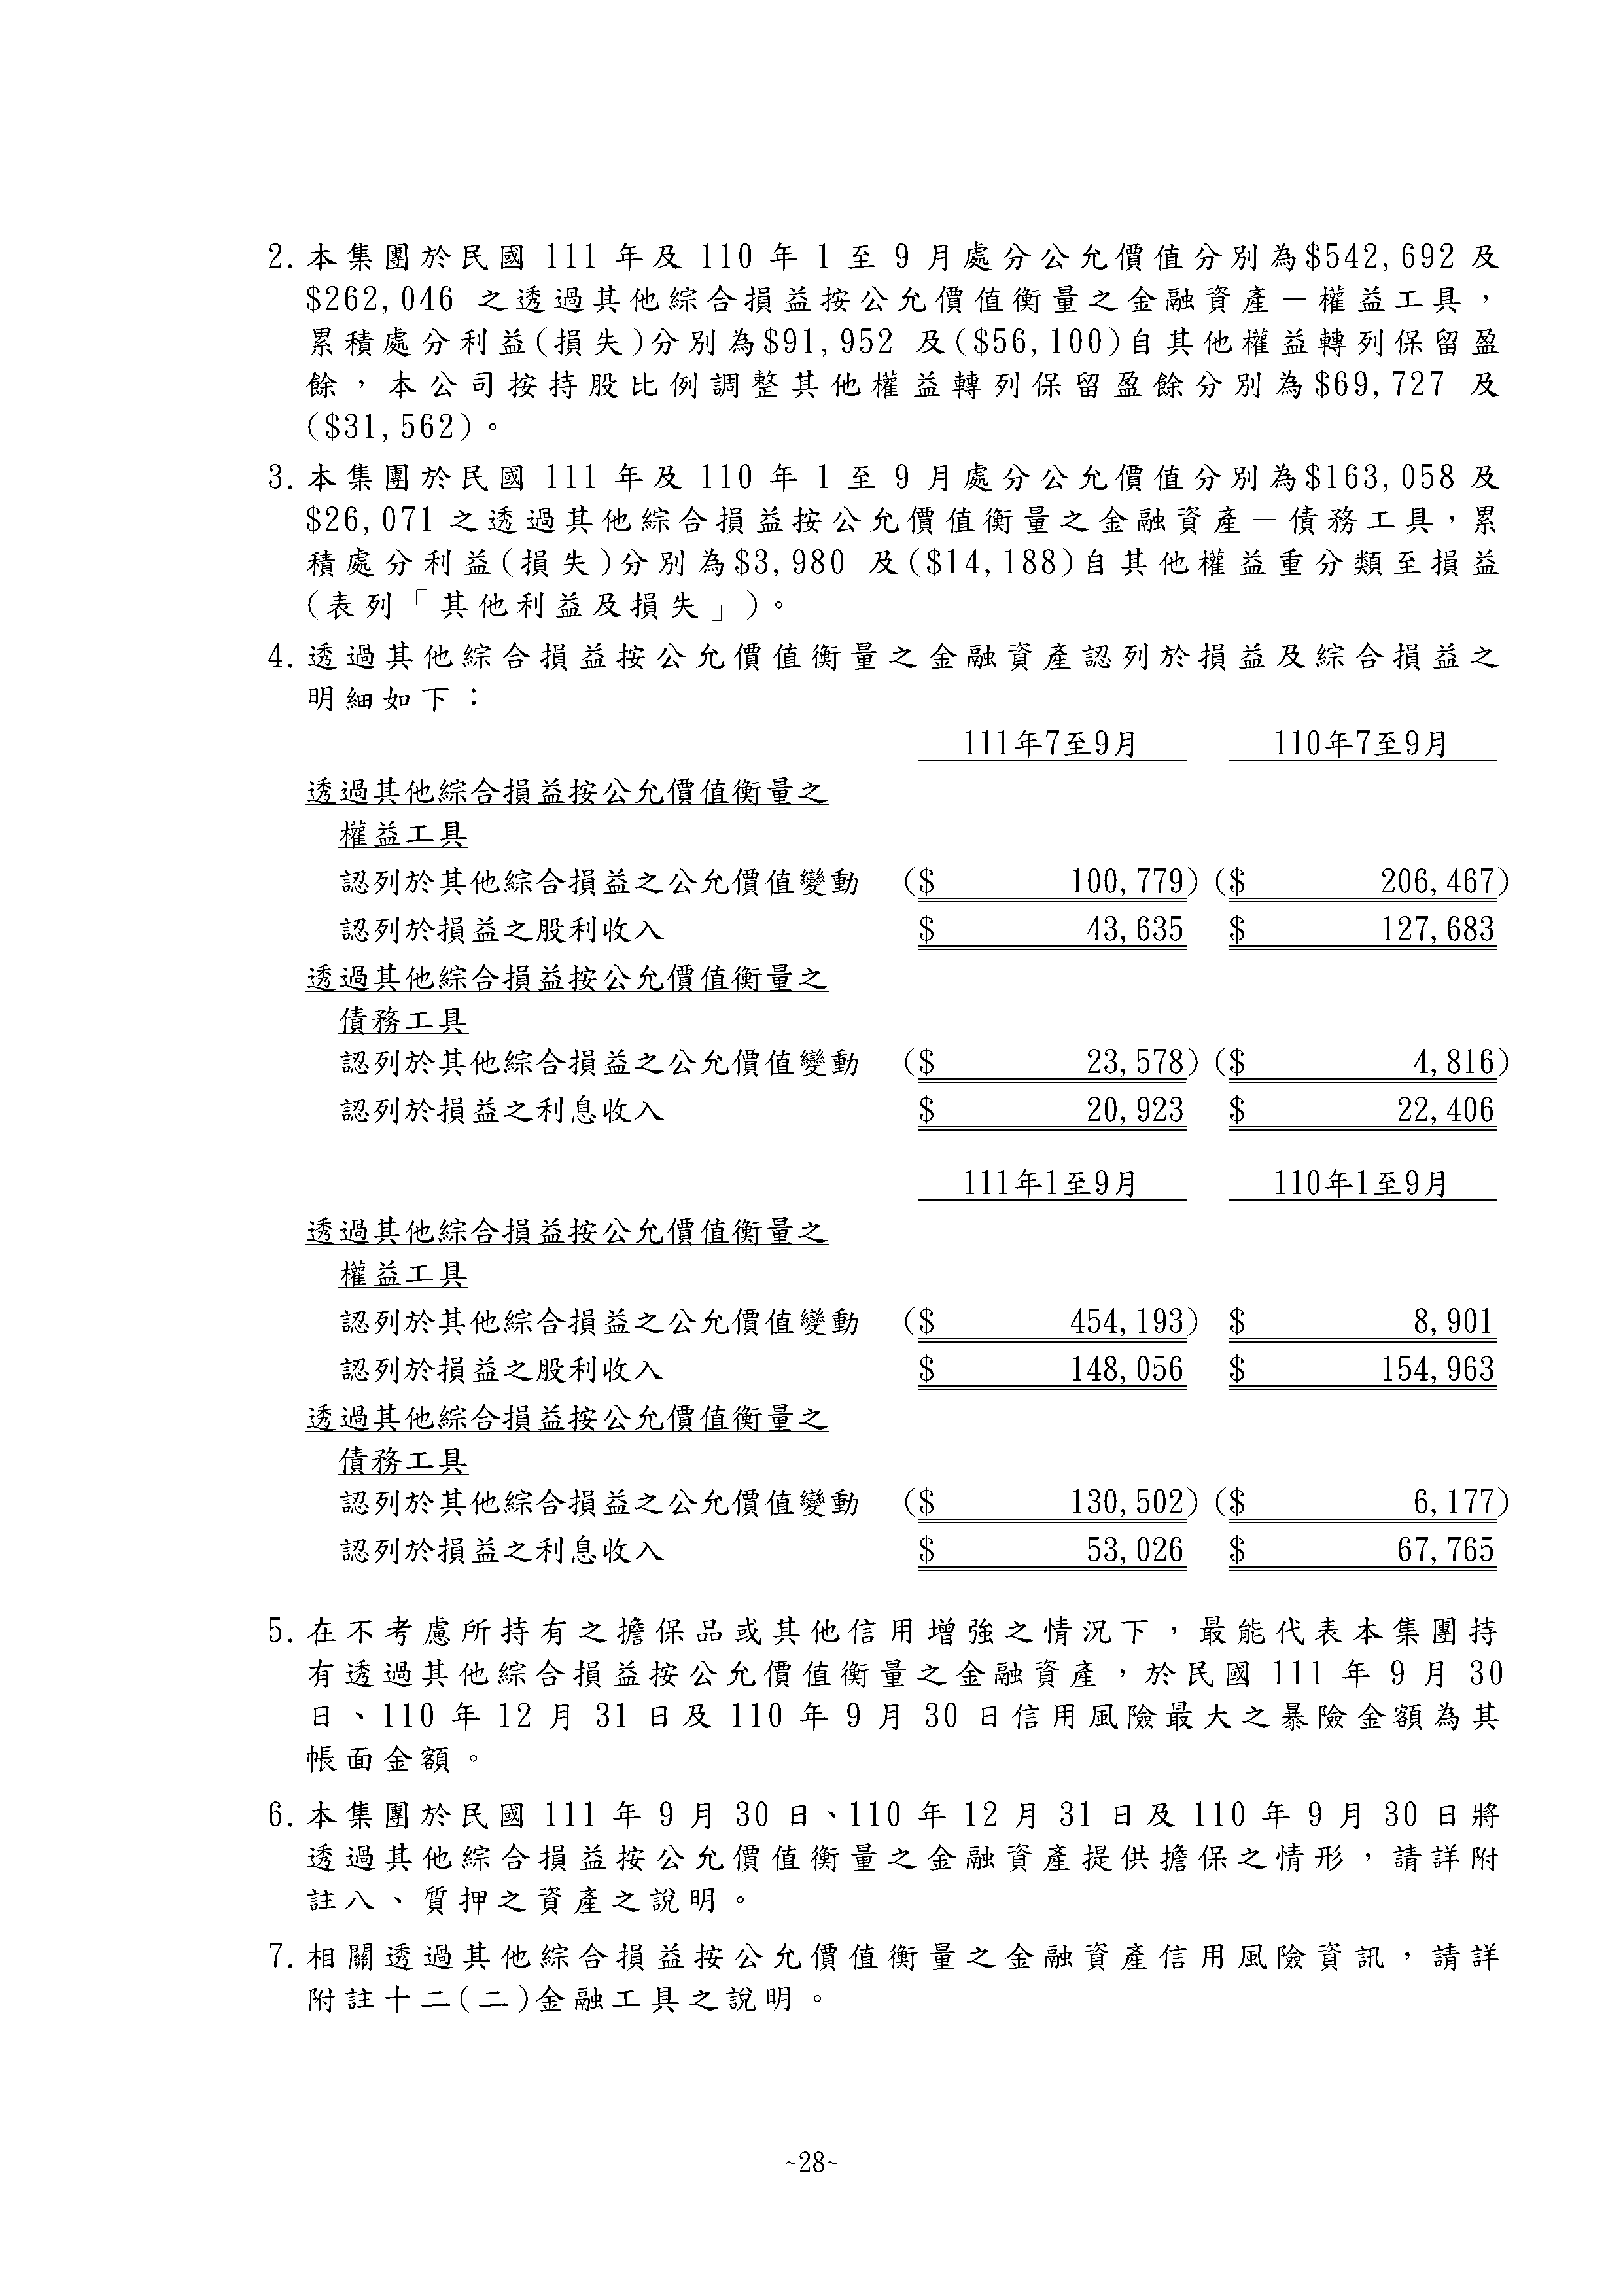 2. 本集團於民國 111 年及 110 年 1 至 9 月處分公允價值分別為$542,692 及
$262,046 之透過其他綜合損益按公允價值衡量之金融資產－權益工具，
累積處分利益(損失)分別為$91,952 及($56,100)自其他權益轉列保留盈
餘，本公司按持股比例調整其他權益轉列保留盈餘分別為$69,727 及
($31,562)。
3. 本集團於民國 111 年及 110 年 1 至 9 月處分公允價值分別為$163,058 及
$26,071 之透過其他綜合損益按公允價值衡量之金融資產－債務工具，累
積處分利益(損失)分別為$3,980 及($14,188)自其他權益重分類至損益
(表列「其他利益及損失」)。
4. 透過其他綜合損益按公允價值衡量之金融資產認列於損益及綜合損益之
明細如下：
111年7至9月 110年7至9月
透過其他綜合損益按公允價值衡量之
權益工具
認列於其他綜合損益之公允價值變動 ($ 100,779) ($ 206,467)
認列於損益之股利收入 $ 43,635 $ 127,683
透過其他綜合損益按公允價值衡量之
債務工具
認列於其他綜合損益之公允價值變動 ($ 23,578) ($ 4,816)
認列於損益之利息收入 $ 20,923 $ 22,406
111年1至9月 110年1至9月
透過其他綜合損益按公允價值衡量之
權益工具
認列於其他綜合損益之公允價值變動 ($ 454,193) $ 8,901
認列於損益之股利收入 $ 148,056 $ 154,963
透過其他綜合損益按公允價值衡量之
債務工具
認列於其他綜合損益之公允價值變動 ($ 130,502) ($ 6,177)
認列於損益之利息收入 $ 53,026 $ 67,765
5. 在不考慮所持有之擔保品或其他信用增強之情況下，最能代表本集團持
有透過其他綜合損益按公允價值衡量之金融資產，於民國 111 年 9 月 30
日、110 年 12 月 31 日及 110 年 9 月 30 日信用風險最大之暴險金額為其
帳面金額。
6. 本集團於民國 111 年 9 月 30 日、110 年 12 月 31 日及 110 年 9 月 30 日將
透過其他綜合損益按公允價值衡量之金融資產提供擔保之情形，請詳附
註八、質押之資產之說明。
7. 相關透過其他綜合損益按公允價值衡量之金融資產信用風險資訊，請詳
附註十二(二)金融工具之說明。
~28~